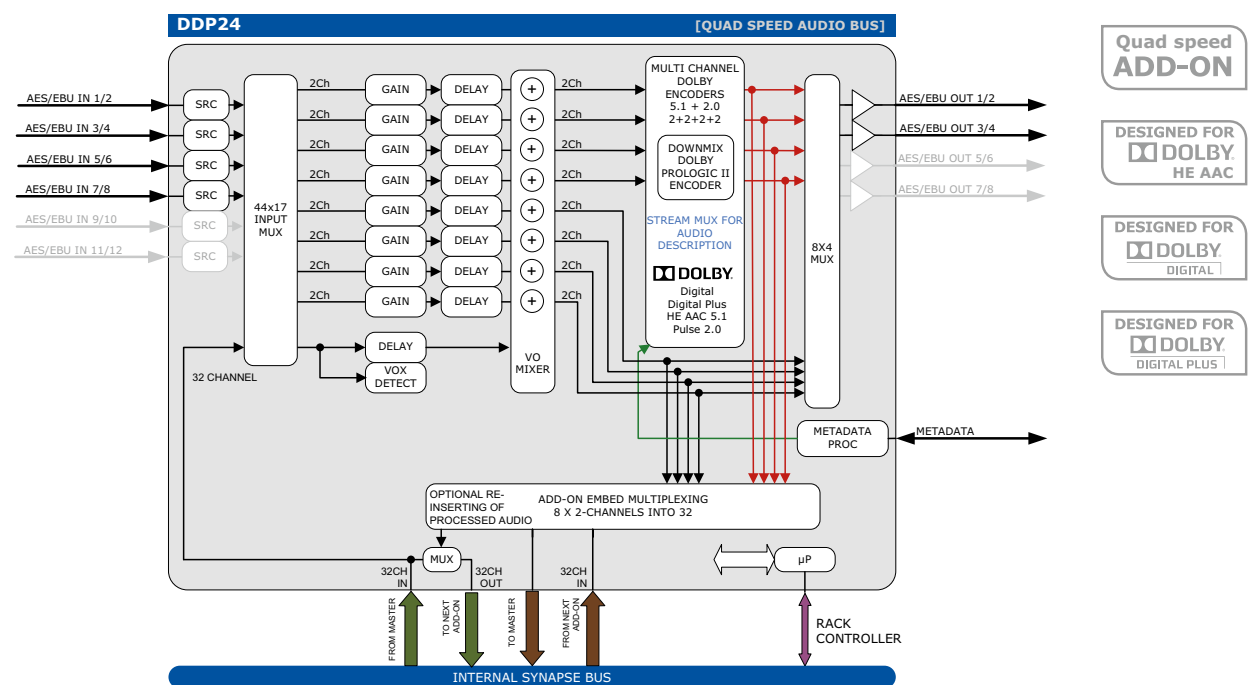 DDP24
[QUAD SPEED AUDIO BUS]
AES/EBU IN 1/2
AES/EBU IN 3/4
AES/EBU IN 5/6
AES/EBU IN 7/8
AES/EBU IN 9/10
AES/EBU IN 11/12
SRC
SRC
SRC
SRC
SRC
SRC
44x17
INPUT
MUX
32 CHANNEL
2Ch
2Ch
2Ch
2Ch
2Ch
2Ch
2Ch
2Ch
GAIN
GAIN
GAIN
GAIN
GAIN
GAIN
GAIN
GAIN
DELAY
VOX
DETECT
DELAY
DELAY
DELAY
DELAY
DELAY
DELAY
DELAY
DELAY
+
+
+
+
+
+
+
+
VO
MIXER
2Ch
2Ch
2Ch
2Ch
2Ch
2Ch
2Ch
2Ch
MULTI CHANNEL
DOLBY
ENCODERS
5.1 + 2.0
2+2+2+2
DOWNMIX
DOLBY
PROLOGIC II
ENCODER
STREAM MUX FOR
AUDIO
DESCRIPTION
DOLBY
Digital
Digital Plus
HE AAC 5.1
Pulse 2.0
8X4
MUX
AES/EBU OUT 1/2
AES/EBU OUT 3/4
AES/EBU OUT 5/6
AES/EBU OUT 7/8
METADATA
PROC
METADATA
OPTIONAL RE-
INSERTING OF
PROCESSED AUDIO
ADD-ON EMBED MULTIPLEXING
8 X 2-CHANNELS INTO 32
MUX
32CH
IN
32CH
OUT
32CH
IN
µP
FROM MASTER
TO NEXT
ADD-ON
TO MASTER
FROM NEXT
ADD-ON
RACK
CONTROLLER
INTERNAL SYNAPSE BUS
Quad speed
ADD-ON
DESIGNED FOR
DOLBY.
HE AAC
DESIGNED FOR
DOLBY.
DIGITAL
DESIGNED FOR
DOLBY.
DIGITAL PLUS